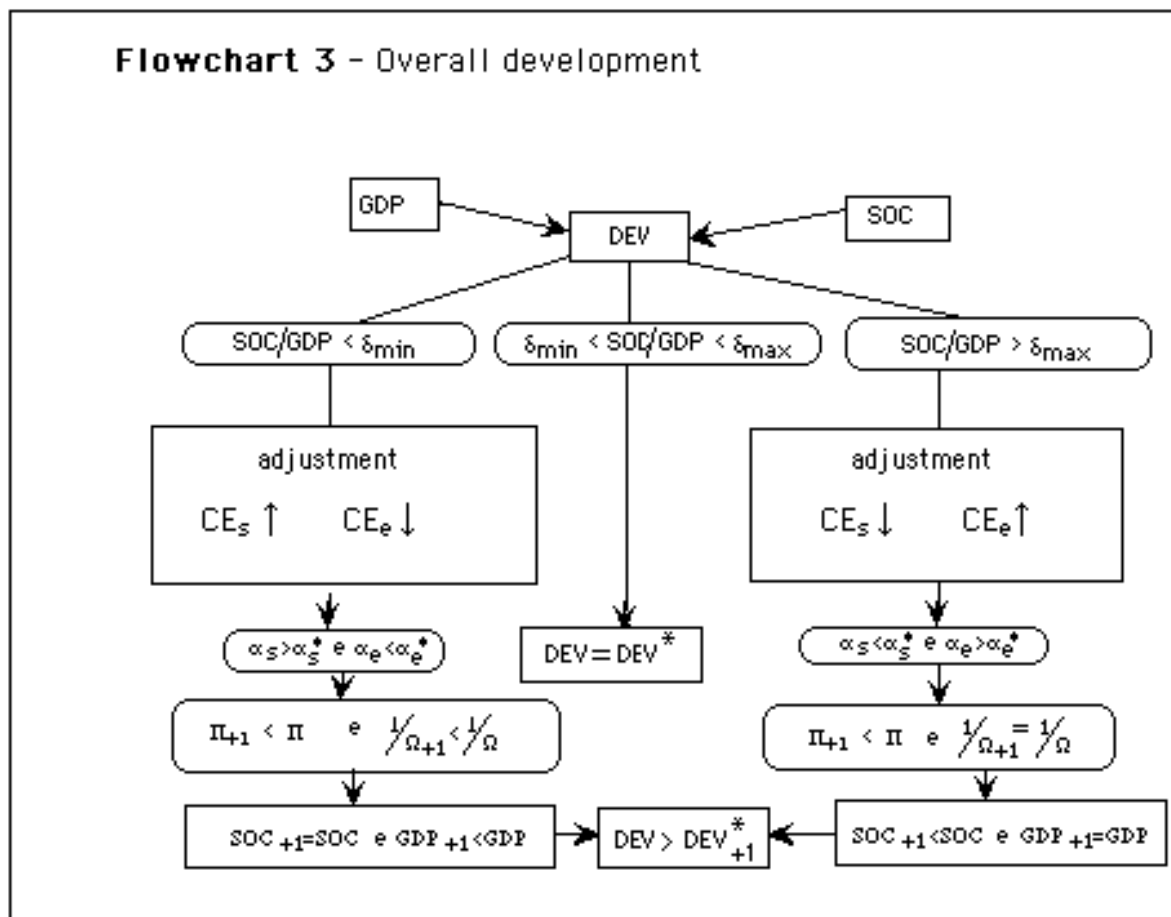 Flowchart 3 - Overall development
GDP
SOC
DEV
SOC/GDP < δmin
δmin < SOC/GDP < δmax
SOC/GDP > δmax
adjustment
CEs ↑ CEe ↓
adjustment
CEs ↓ CEe ↑
αs>αs* e αe<αe*
DEV = DEV*
αs<αs* e αe>αe*
Π+1 < Π e 1/Ω+1 < 1/Ω
Π+1 < Π e 1/Ω+1 = 1/Ω
SOC+1=SOC e GDP+1<GDP
DEV > DEV*+1
SOC+1<SOC e GDP+1=GDP